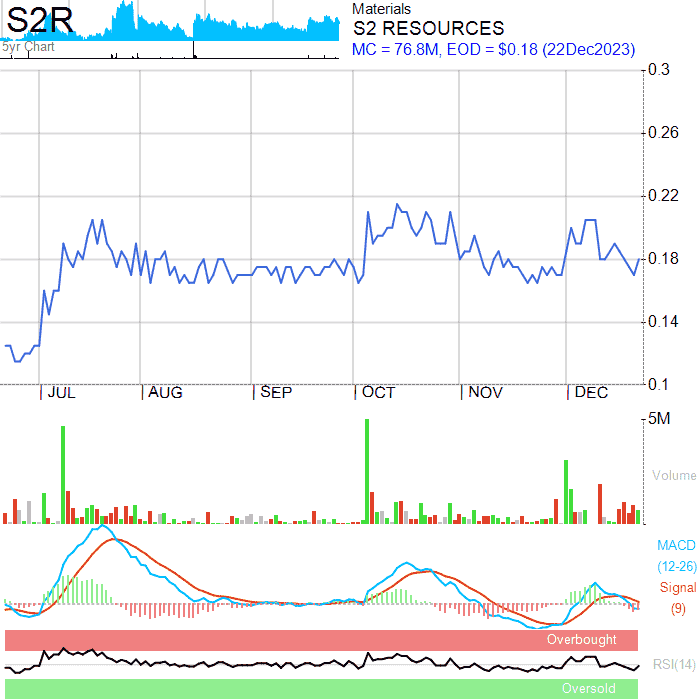 S2R
5yr Chart
Materials
S2 RESOURCES
MC = 76.8M, EOD = $0.18 (22Dec2023)
0.3
0.26
0.22
0.18
0.14
0.1
JUL AUG SEP OCT NOV DEC
5M
Volume
MACD
(12-26)
Signal
(9)
Overbought
RSI(14)
Oversold